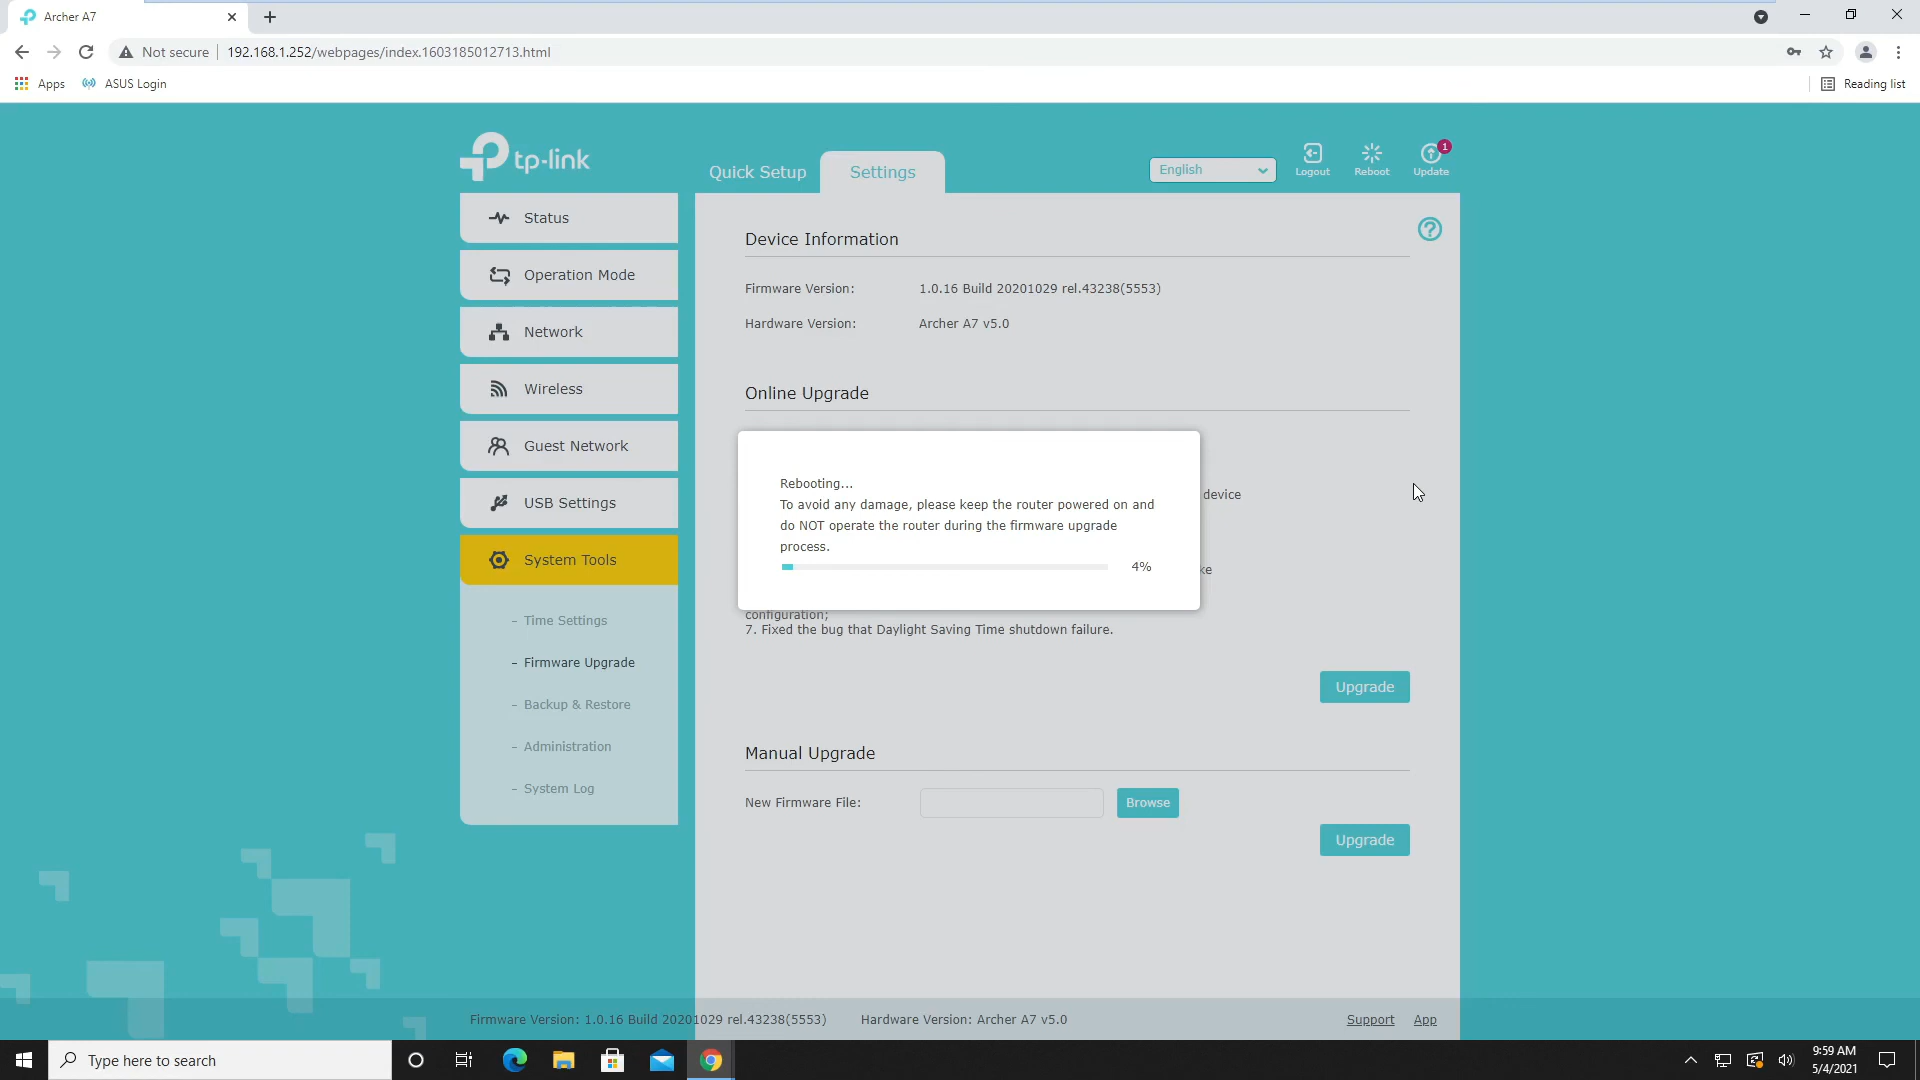 Archer A7
Not secure
192.168.1.252/webpages/index.1603185012713.html
Apps
ASUS Login
Reading list
tp-link
Quick Setup
Settings
English
Logout
Reboot
Update
1
Status
Operation Mode
Network
Wireless
Guest Network
USB Settings
System Tools
- Time Settings
- Firmware Upgrade
- Backup & Restore
- Administration
- System Log
Device Information
Firmware Version: 1.0.16 Build 20201029 rel.43238(5553)
Hardware Version: Archer A7 v5.0
Online Upgrade
device
Rebooting...
To avoid any damage, please keep the router powered on and
do NOT operate the router during the firmware upgrade
process.
4%
configuration;
7. Fixed the bug that Daylight Saving Time shutdown failure.
Upgrade
Manual Upgrade
New Firmware File:
Browse
Upgrade
Firmware Version: 1.0.16 Build 20201029 rel.43238(5553)
Hardware Version: Archer A7 v5.0
Support
App
Type here to search
9:59 AM
5/4/2021